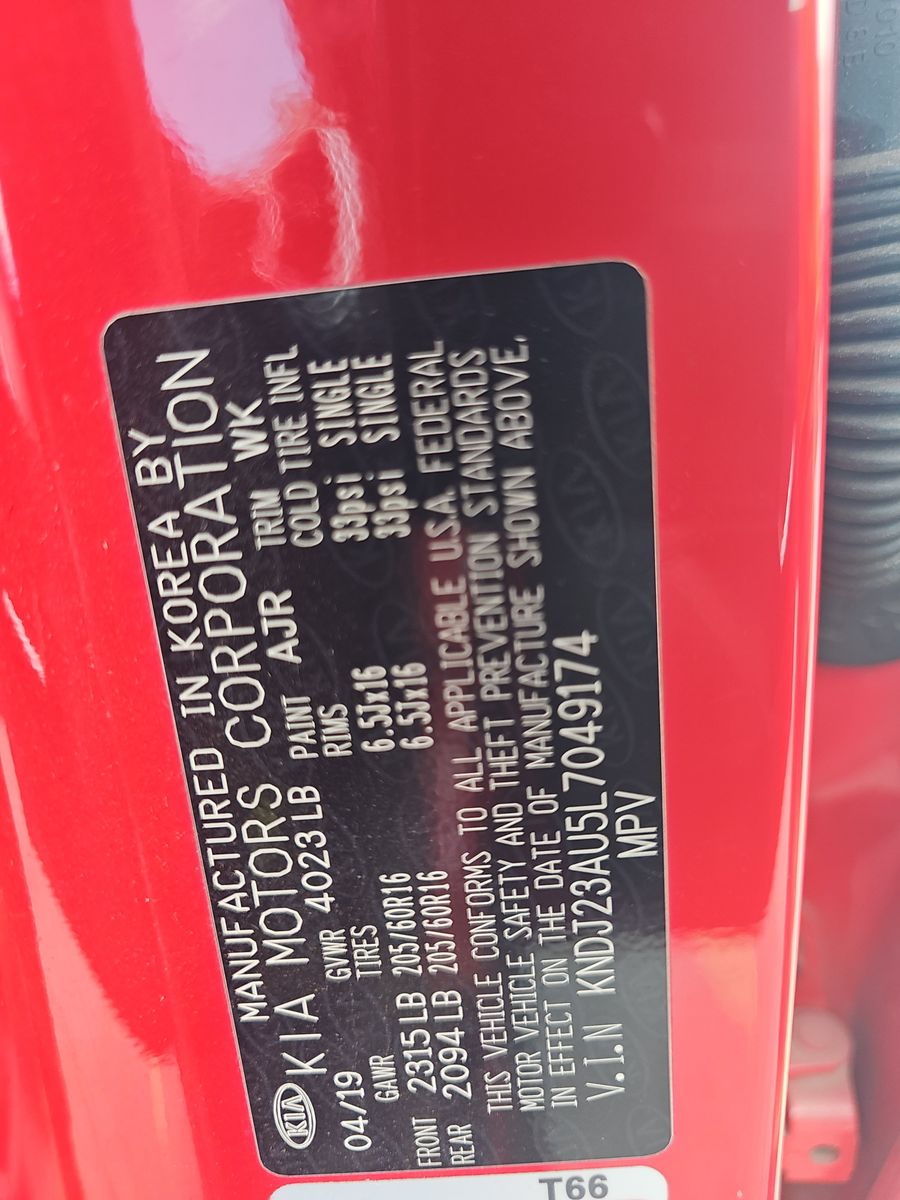 MANUFACTURED IN KOREA BY
KIA KIA MOTORS CORPORATION
04/19 GVWR 4023 LB PAINT AJR TRIM WK
GAWR TIRES RIMS COLD TIRE INFL
FRONT 2315 LB 205/60R16 6.5Jx16 33psi SINGLE
REAR 2094 LB 205/60R16 6.5Jx16 33psi SINGLE
THIS VEHICLE CONFORMS TO ALL APPLICABLE U.S.A. FEDERAL
MOTOR VEHICLE SAFETY AND THEFT PREVENTION STANDARDS
IN EFFECT ON THE DATE OF MANUFACTURE SHOWN ABOVE.
V.I.N KNDJ23AU5L7049174
MPV
T66